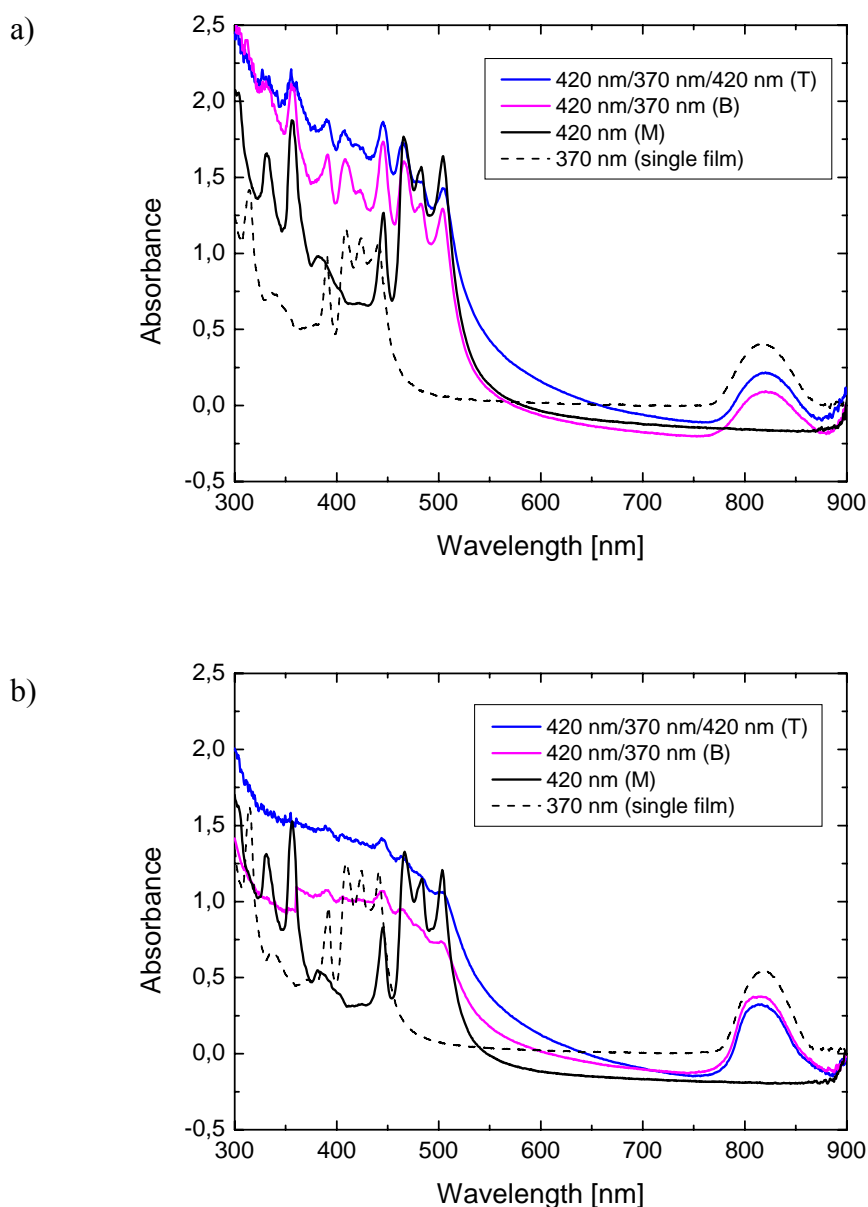 a)
2,5
2,0
1,5
1,0
0,5
0,0
-0,5
Absorbance
420 nm/370 nm/420 nm (T)
420 nm/370 nm (B)
420 nm (M)
370 nm (single film)
300 400 500 600 700 800 900
Wavelength [nm]
b)
2,5
2,0
1,5
1,0
0,5
0,0
-0,5
Absorbance
420 nm/370 nm/420 nm (T)
420 nm/370 nm (B)
420 nm (M)
370 nm (single film)
300 400 500 600 700 800 900
Wavelength [nm]